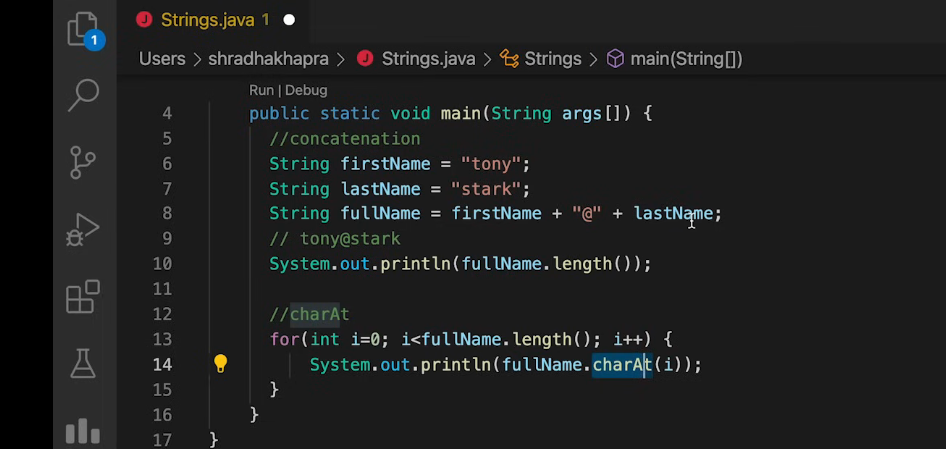 Strings.java 1
1
Users > shradhakhapra > Strings.java > Strings > main(String[])
Run | Debug
4 public static void main(String args[]) {
5 //concatenation
6 String firstName = "tony";
7 String lastName = "stark";
8 String fullName = firstName + "@" + lastName;
9 // tony@stark
10 System.out.println(fullName.length());
11
12 //charAt
13 for(int i=0; i<fullName.length(); i++) {
14 System.out.println(fullName.charAt(i));
15 }
16 }
17 }